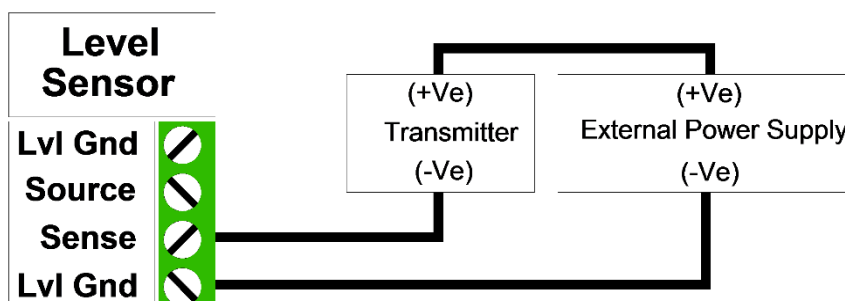 Level
Sensor
Lvl Gnd
Source
Sense
Lvl Gnd
(+Ve)
Transmitter
(-Ve)
(+Ve)
External Power Supply
(-Ve)